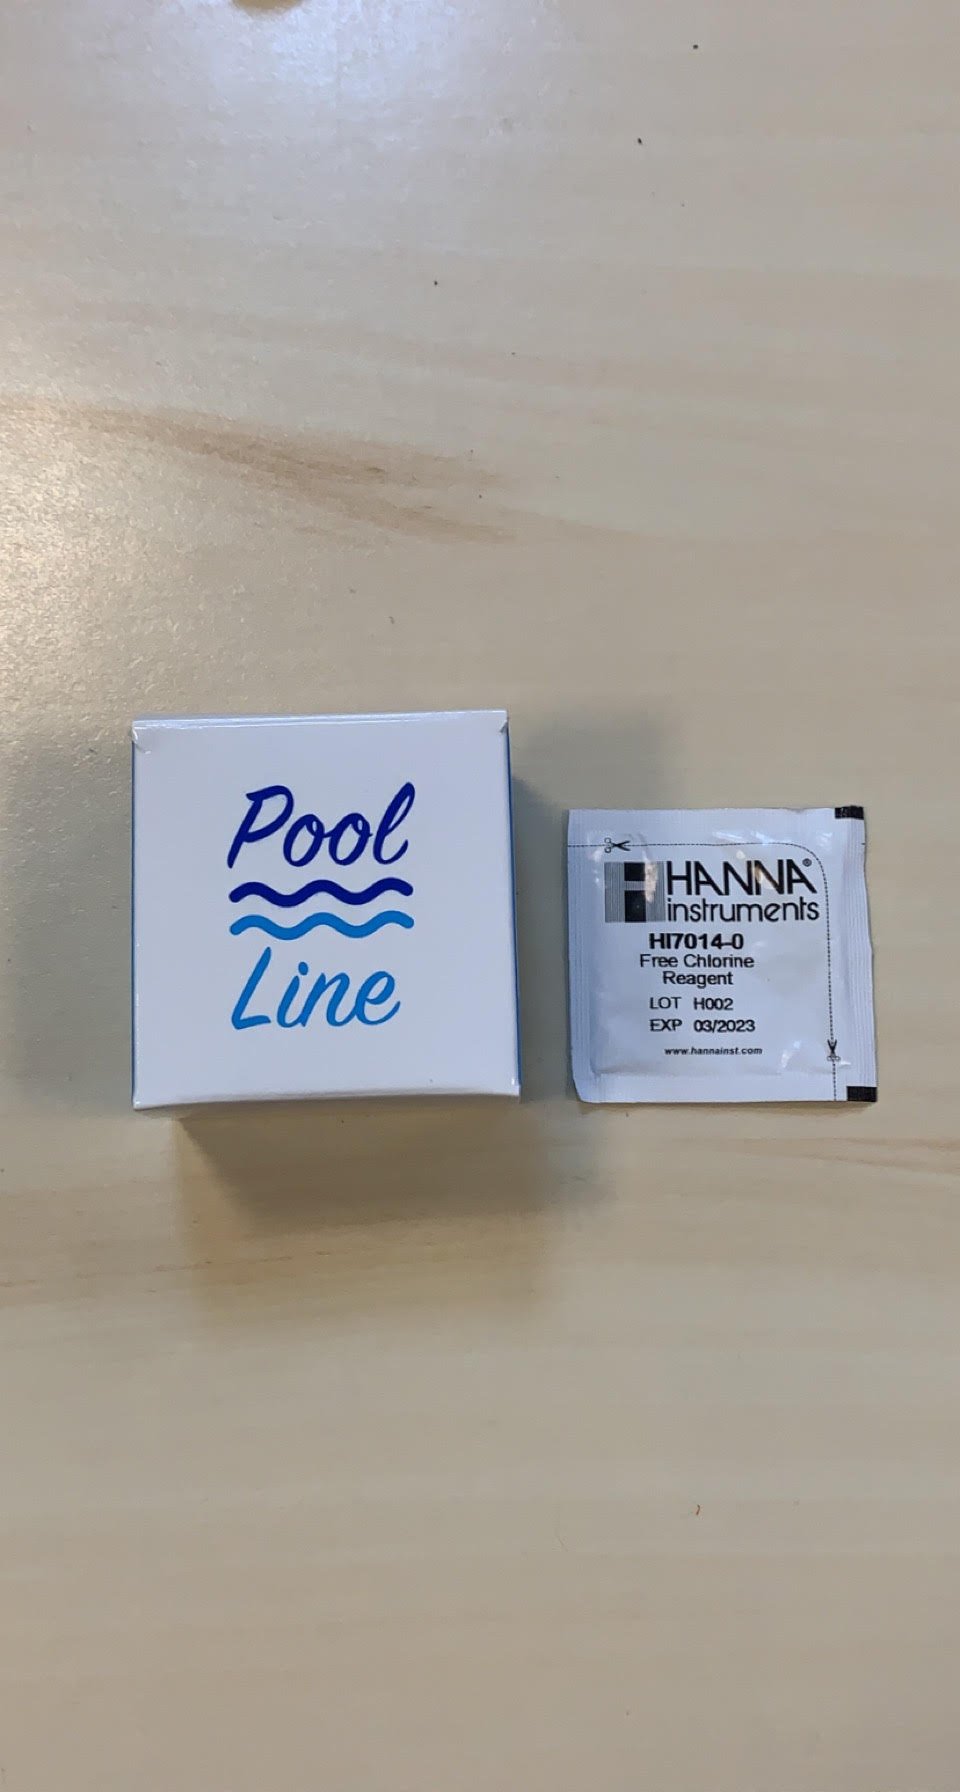 Pool
Line
HANNA®
instruments
HI7014-0
Free Chlorine
Reagent
LOT H002
EXP 03/2023
www.hannainst.com